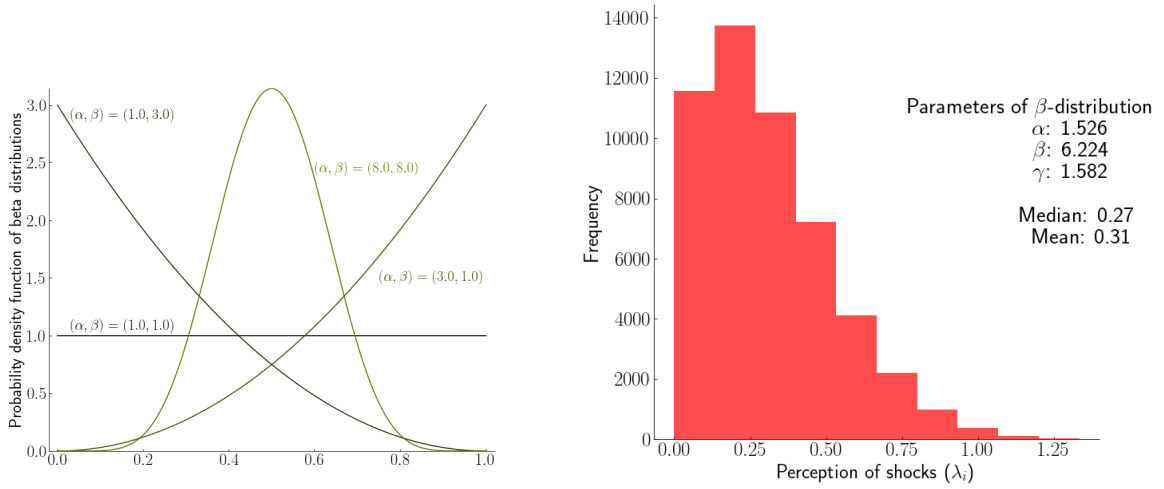 Probability density function of beta distributions
3.0
2.5
2.0
1.5
1.0
0.5
0.0
(α, β) = (1.0, 3.0)
(α, β) = (8.0, 8.0)
(α, β) = (3.0, 1.0)
(α, β) = (1.0, 1.0)
0.0 0.2 0.4 0.6 0.8 1.0
Frequency
14000
12000
10000
8000
6000
4000
2000
0
Parameters of β-distribution
α: 1.526
β: 6.224
γ: 1.582
Median: 0.27
Mean: 0.31
0.00 0.25 0.50 0.75 1.00 1.25
Perception of shocks (λᵢ)